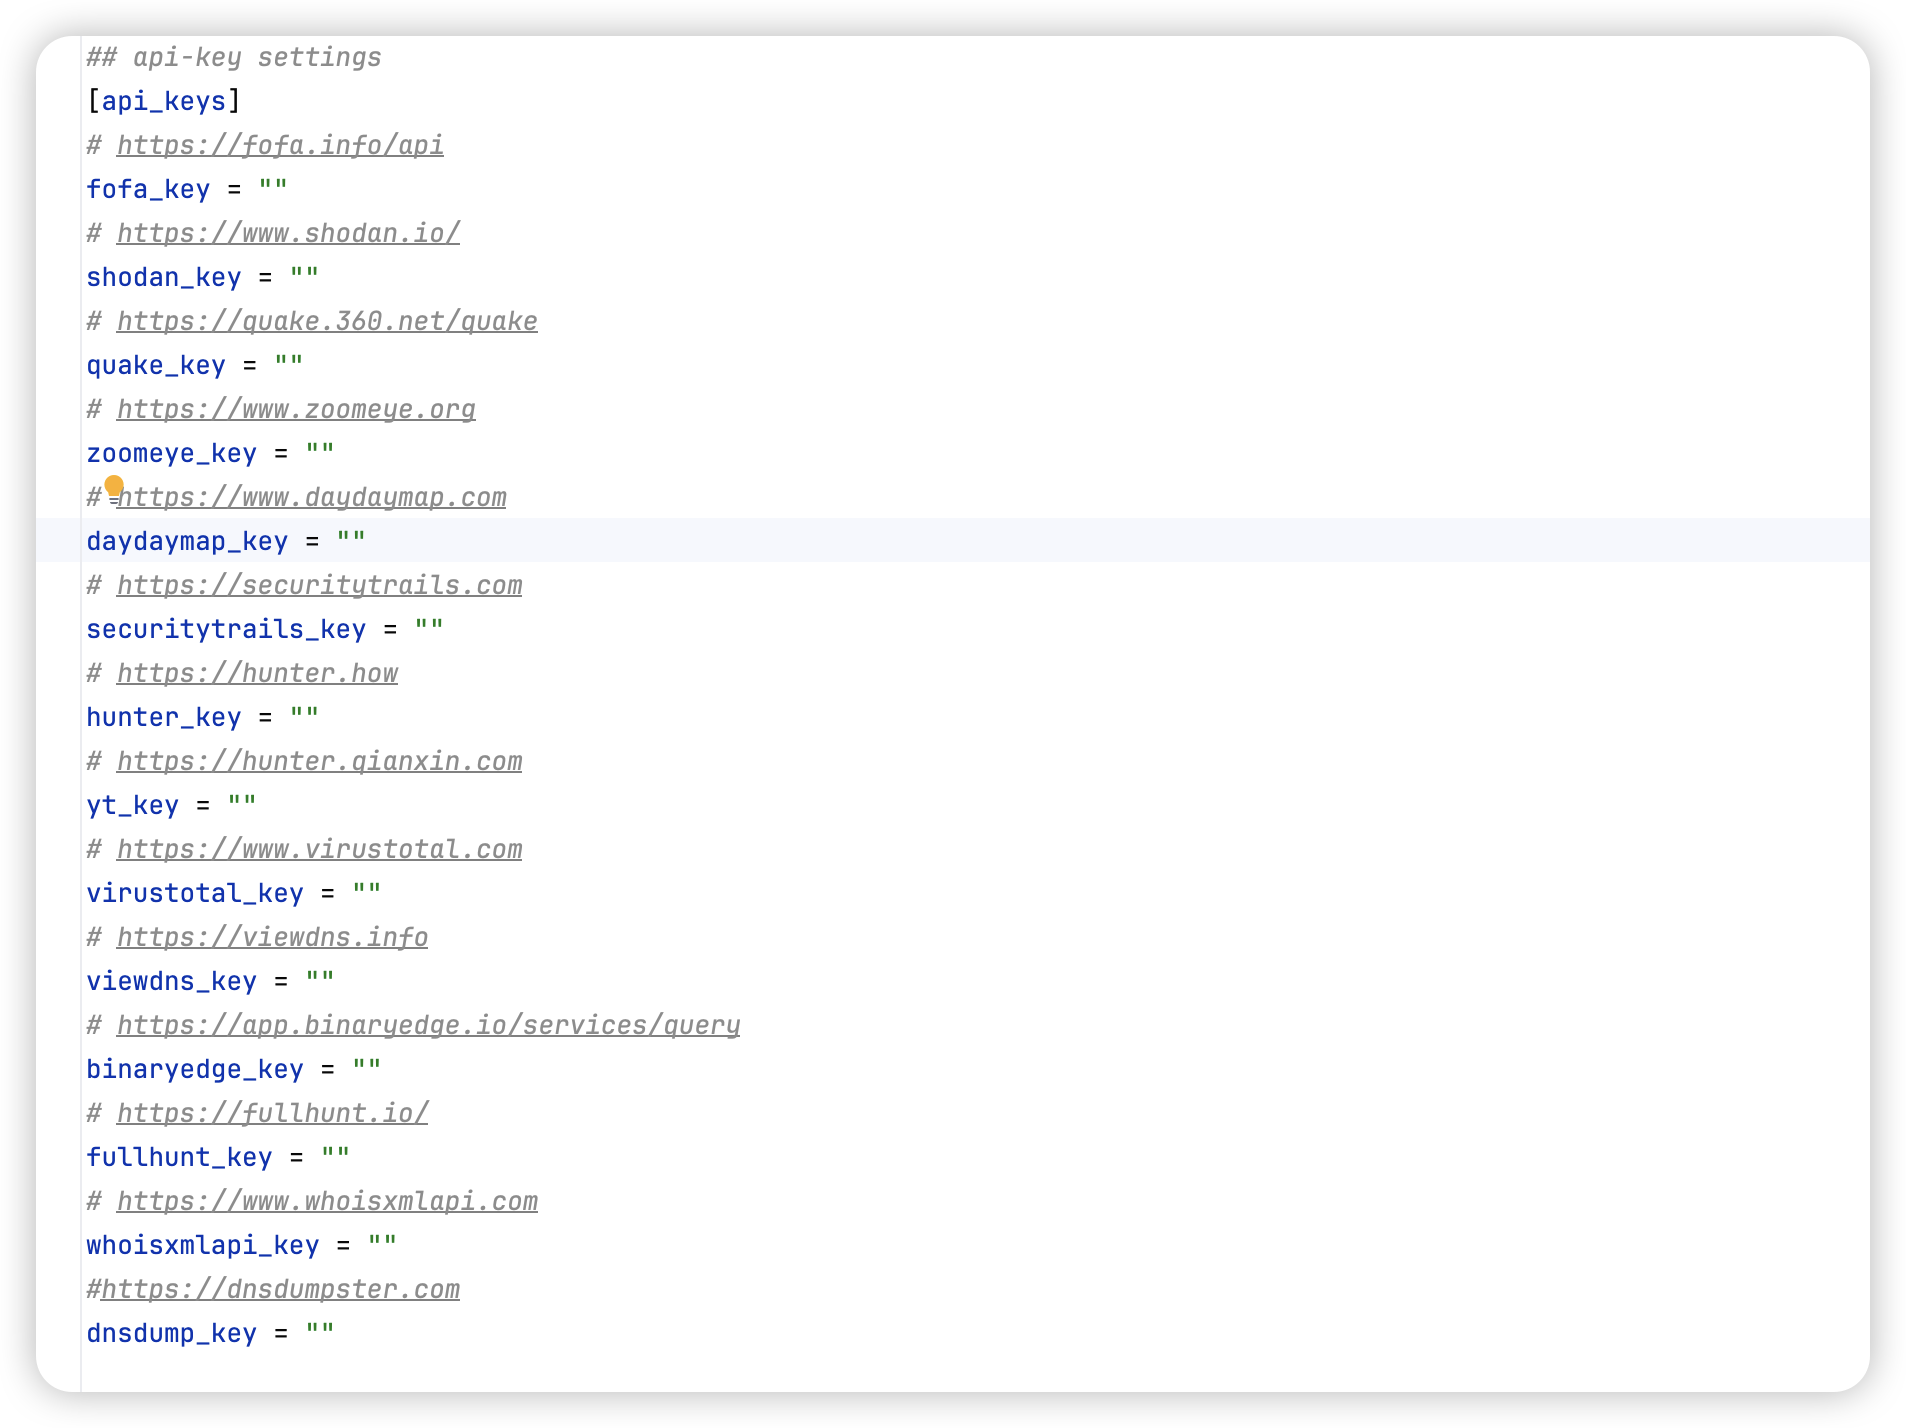 ## api-key settings
[api_keys]
# https://fofa.info/api
fofa_key = ""
# https://www.shodan.io/
shodan_key = ""
# https://quake.360.net/quake
quake_key = ""
# https://www.zoomeye.org
zoomeye_key = ""
# https://www.daydaymap.com
daydaymap_key = ""
# https://securitytrails.com
securitytrails_key = ""
# https://hunter.how
hunter_key = ""
# https://hunter.qianxin.com
yt_key = ""
# https://www.virustotal.com
virustotal_key = ""
# https://viewdns.info
viewdns_key = ""
# https://app.binaryedge.io/services/query
binaryedge_key = ""
# https://fullhunt.io/
fullhunt_key = ""
# https://www.whoisxmlapi.com
whoisxmlapi_key = ""
#https://dnsdumpster.com
dnsdump_key = ""